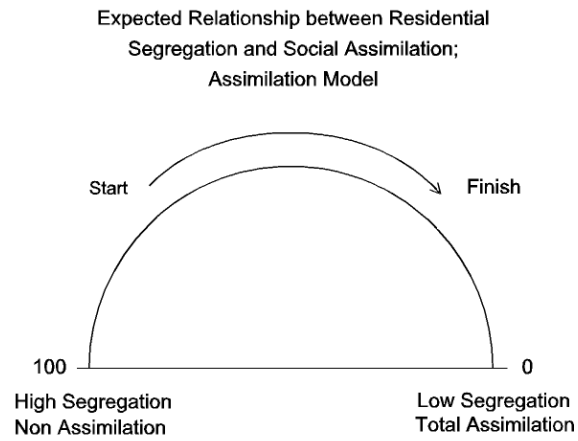 Expected Relationship between Residential
Segregation and Social Assimilation;
Assimilation Model
Start
Finish
100
0
High Segregation
Non Assimilation
Low Segregation
Total Assimilation